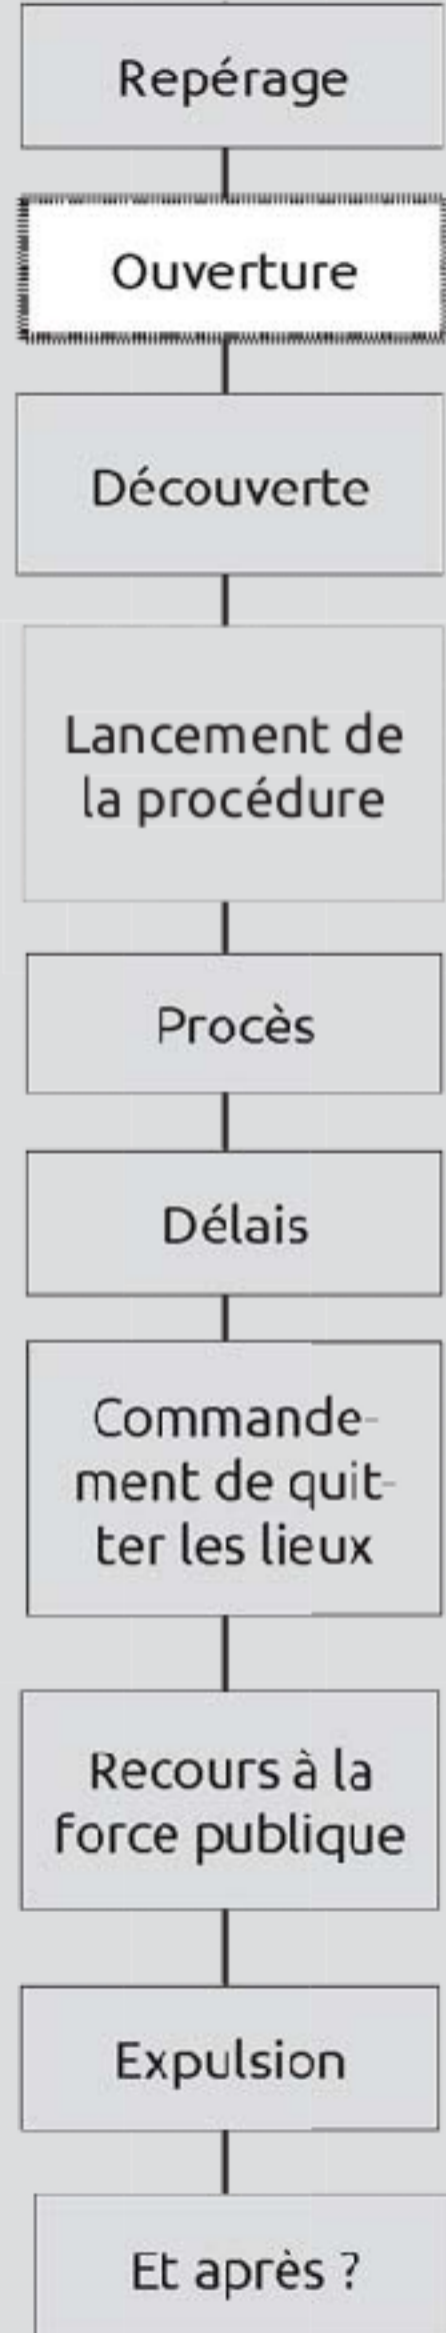 Repérage
Ouverture
Découverte
Lancement de
la procédure
Procès
Délais
Commande-
ment de quit-
ter les lieux
Recours à la
force publique
Expulsion
Et après ?